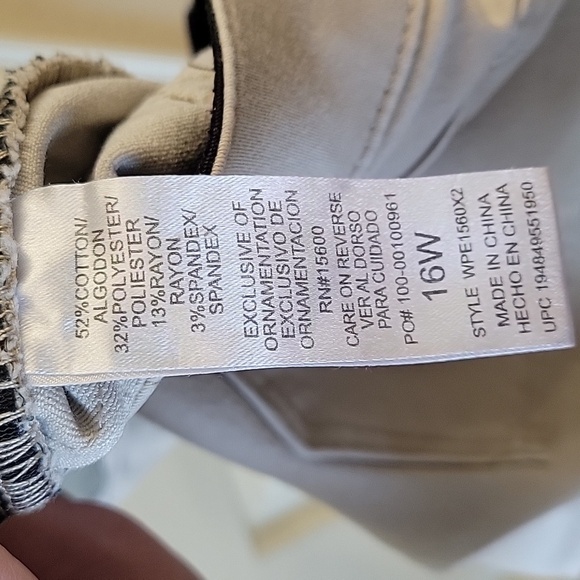 52%COTTON/
ALGODON
32%POLYESTER/
POLIESTER
13%RAYON/
RAYON
3%SPANDEX/
SPANDEX
EXCLUSIVE OF
ORNAMENTATION
EXCLUSIVO DE
ORNAMENTACION
RN#15600
CARE ON REVERSE
VER AL DORSO
PARA CUIDADO
PO# 100-00100961
16W
STYLE WPE1560X2
MADE IN CHINA
HECHO EN CHINA
UPC 194849551950